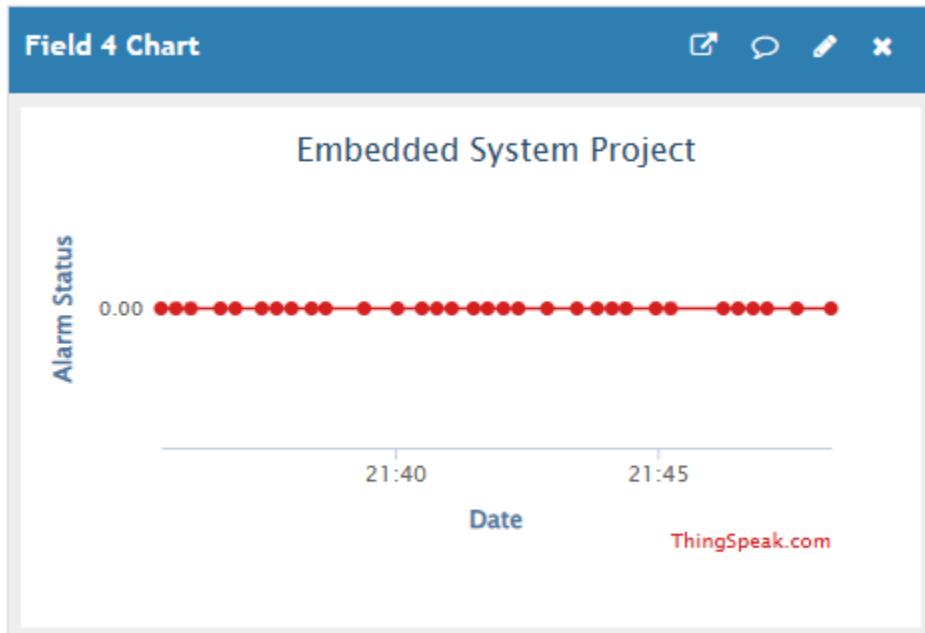 Field 4 Chart
Embedded System Project
Alarm Status
0.00
21:40
21:45
Date
ThingSpeak.com